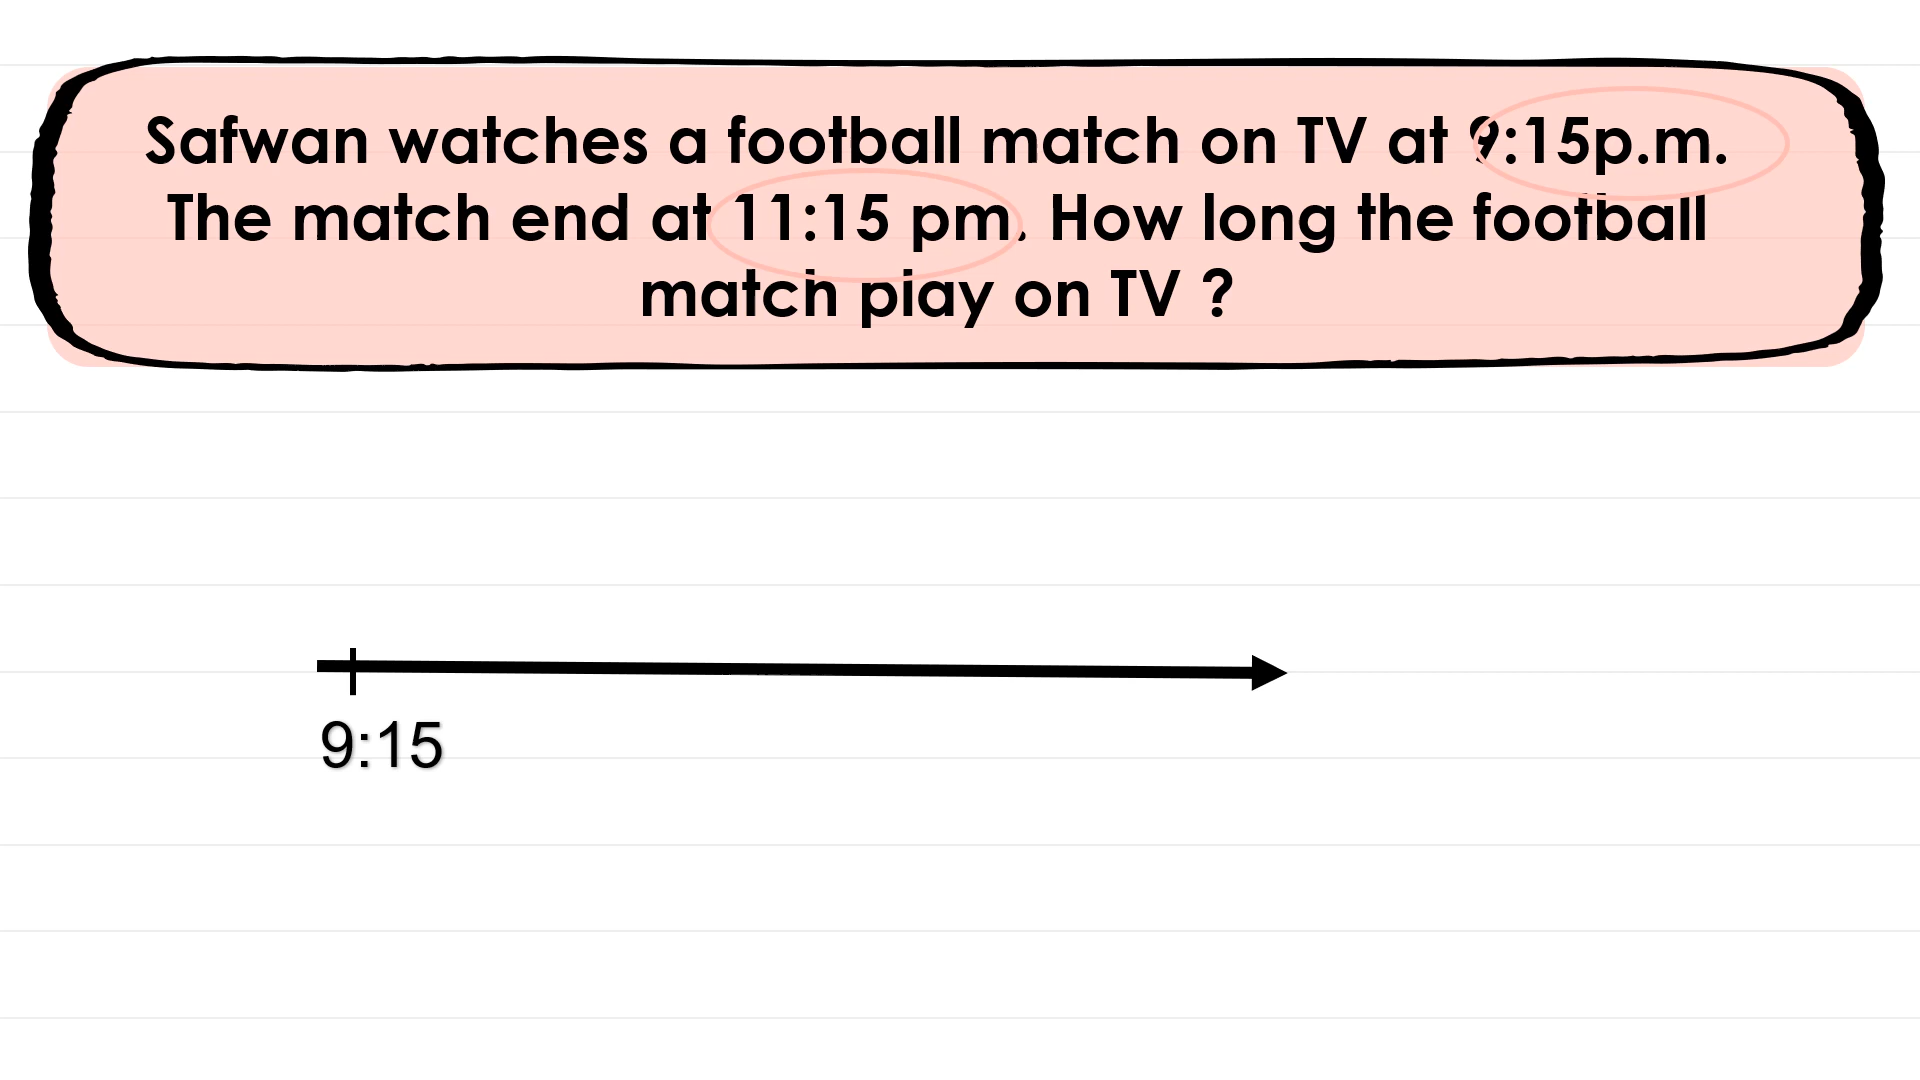 Safwan watches a football match on TV at 9:15p.m.
The match end at 11:15 pm. How long the football
match play on TV ?
9:15